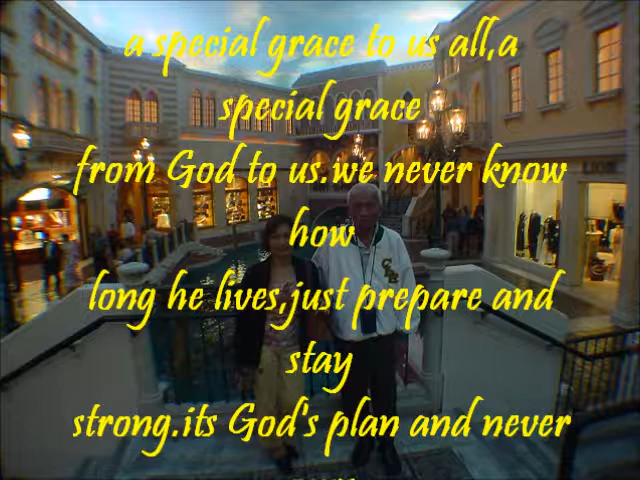 a special grace to us all,a
special grace
from God to us.we never know
how
long he lives,just prepare and
stay
strong.its God's plan and never